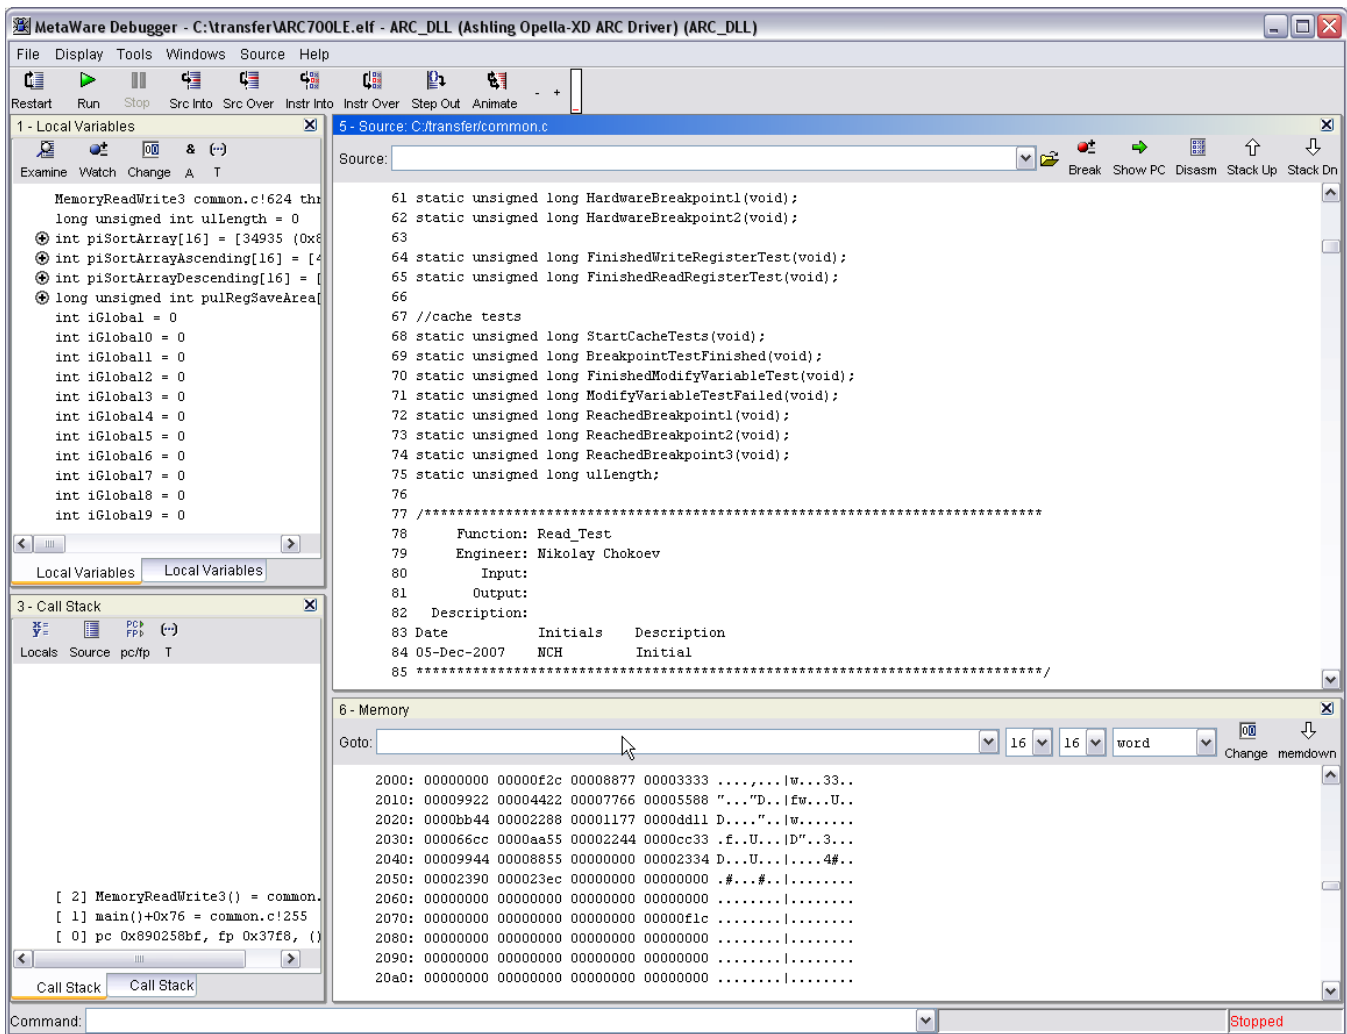 MetaWare Debugger - C:\transfer\ARC700LE.elf - ARC_DLL (Ashling Opella-XD ARC Driver) (ARC_DLL)
File Display Tools Windows Source Help
Restart Run Stop Src Into Src Over Instr Into Instr Over Step Out Animate - +
1 - Local Variables
Examine Watch Change A T
MemoryReadWrite3 common.c!624 thr
long unsigned int ulLength = 0
int piSortArray[16] = [34935 (0x8
int piSortArrayAscending[16] = [4
int piSortArrayDescending[16] = [
long unsigned int pulRegSaveArea[
int iGlobal = 0
int iGlobal0 = 0
int iGlobal1 = 0
int iGlobal2 = 0
int iGlobal3 = 0
int iGlobal4 = 0
int iGlobal5 = 0
int iGlobal6 = 0
int iGlobal7 = 0
int iGlobal8 = 0
int iGlobal9 = 0
Local Variables Local Variables
3 - Call Stack
Locals Source pc/fp T
[ 2] MemoryReadWrite3() = common.
[ 1] main()+0x76 = common.c!255
[ 0] pc 0x890258bf, fp 0x37f8, ()
Call Stack Call Stack
5 - Source: C:/transfer/common.c
Source:
Break Show PC Disasm Stack Up Stack Dn
61 static unsigned long HardwareBreakpoint1(void);
62 static unsigned long HardwareBreakpoint2(void);
63
64 static unsigned long FinishedWriteRegisterTest(void);
65 static unsigned long FinishedReadRegisterTest(void);
66
67 //cache tests
68 static unsigned long StartCacheTests(void);
69 static unsigned long BreakpointTestFinished(void);
70 static unsigned long FinishedModifyVariableTest(void);
71 static unsigned long ModifyVariableTestFailed(void);
72 static unsigned long ReachedBreakpoint1(void);
73 static unsigned long ReachedBreakpoint2(void);
74 static unsigned long ReachedBreakpoint3(void);
75 static unsigned long ulLength;
76
77 /****************************************************************************
78 Function: Read_Test
79 Engineer: Nikolay Chokoev
80 Input:
81 Output:
82 Description:
83 Date Initials Description
84 05-Dec-2007 NCH Initial
85 *****************************************************************************/
6 - Memory
Goto: 16 16 word Change memdown
2000: 00000000 00000f2c 00008877 00003333 ....,...|w...33..
2010: 00009922 00004422 00007766 00005588 "..."D..|fw...U..
2020: 0000bb44 00002288 00001177 0000dd11 D...."..|w.......
2030: 000066cc 0000aa55 00002244 0000cc33 .f..U...|D"..3...
2040: 00009944 00008855 00000000 00002334 D...U...|....4#..
2050: 00002390 000023ec 00000000 00000000 .#...#..|........
2060: 00000000 00000000 00000000 00000000 ........|........
2070: 00000000 00000000 00000000 00000f1c ........|........
2080: 00000000 00000000 00000000 00000000 ........|........
2090: 00000000 00000000 00000000 00000000 ........|........
20a0: 00000000 00000000 00000000 00000000 ........|........
Command:
Stopped